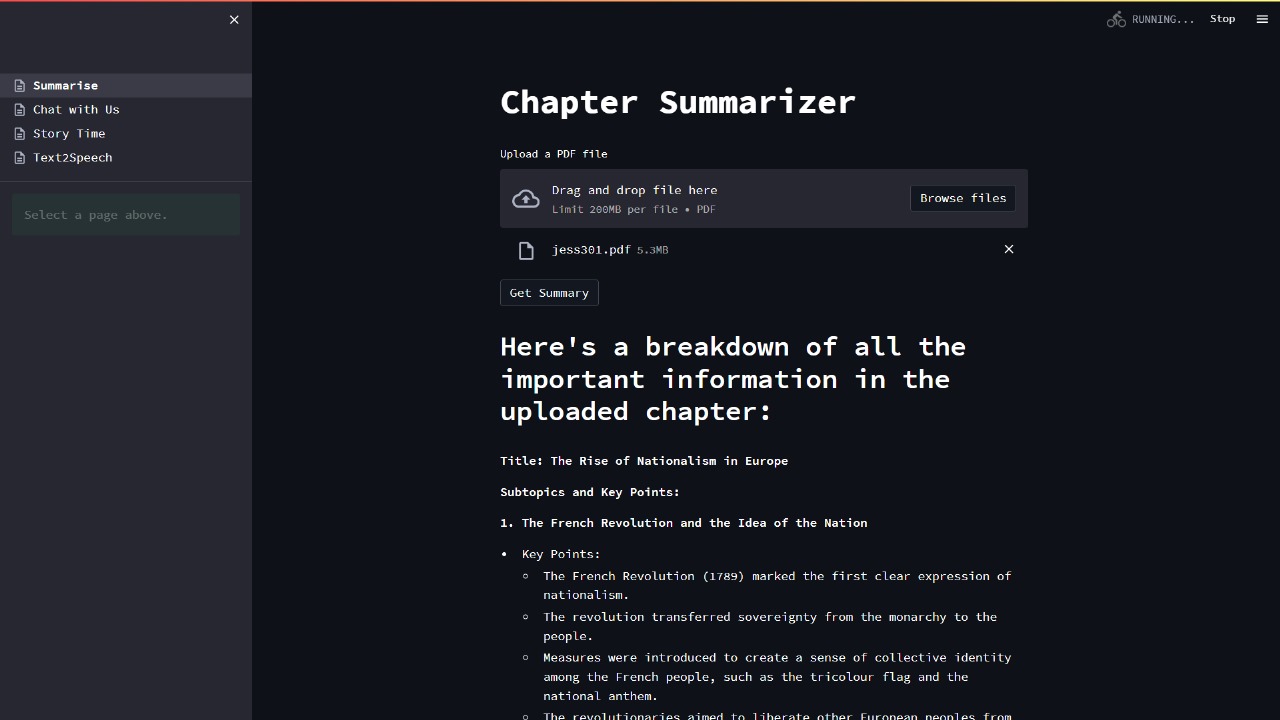 RUNNING...
Stop
Summarise
Chat with Us
Story Time
Text2Speech
Select a page above.
Chapter Summarizer
Upload a PDF file
Drag and drop file here
Limit 200MB per file • PDF
Browse files
jess301.pdf 5.3MB
Get Summary
Here's a breakdown of all the
important information in the
uploaded chapter:
Title: The Rise of Nationalism in Europe
Subtopics and Key Points:
1. The French Revolution and the Idea of the Nation
• Key Points:
◦ The French Revolution (1789) marked the first clear expression of
nationalism.
◦ The revolution transferred sovereignty from the monarchy to the
people.
◦ Measures were introduced to create a sense of collective identity
among the French people, such as the tricolour flag and the
national anthem.
◦ The revolutionaries aimed to liberate other European peoples from